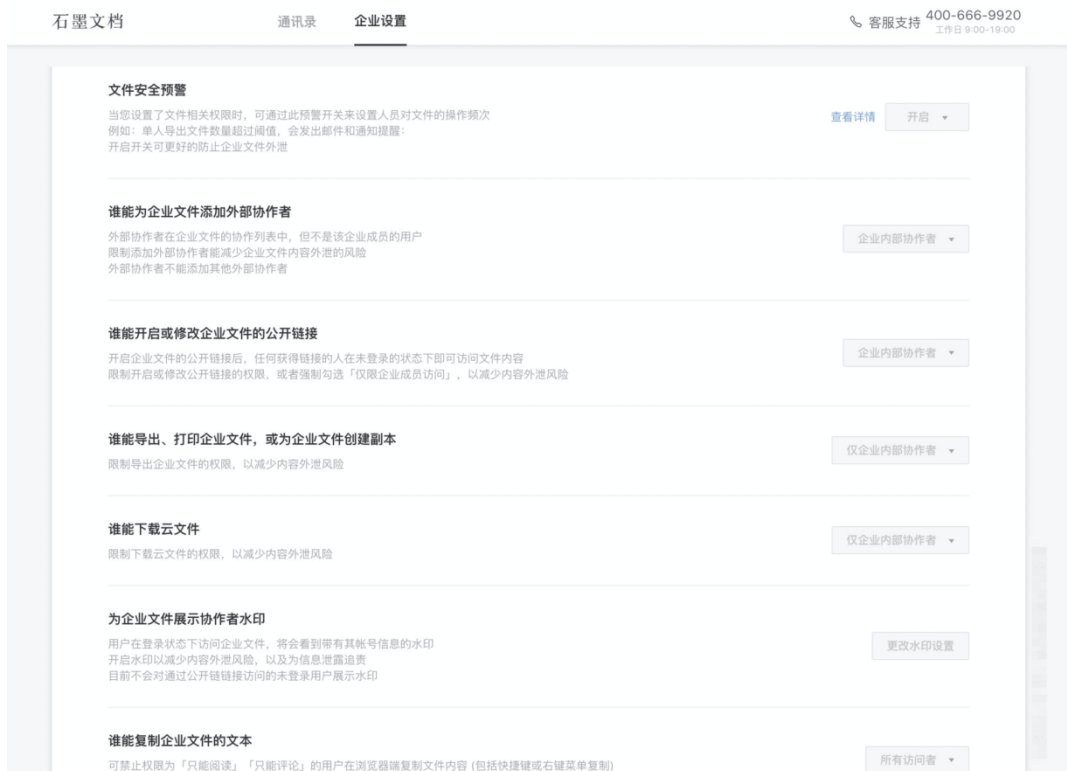 石墨文档
通讯录
企业设置
客服支持 400-666-9920
工作日 9:00-19:00
文件安全预警
当您设置了文件相关权限时，可通过此预警开关来设置人员对文件的操作频次
例如：单人导出文件数量超过阈值，会发出邮件和通知提醒：
开启开关可更好的防止企业文件外泄
查看详情
开启
谁能为企业文件添加外部协作者
外部协作者在企业文件的协作列表中，但不是该企业成员的用户
限制添加外部协作者能减少企业文件内容外泄的风险
外部协作者不能添加其他外部协作者
企业内部协作者
谁能开启或修改企业文件的公开链接
开启企业文件的公开链接后，任何获得链接的人在未登录的状态下即可访问文件内容
限制开启或修改公开链接的权限，或者强制勾选「仅限企业成员访问」，以减少内容外泄风险
企业内部协作者
谁能导出、打印企业文件，或为企业文件创建副本
限制导出企业文件的权限，以减少内容外泄风险
仅企业内部协作者
谁能下载云文件
限制下载云文件的权限，以减少内容外泄风险
仅企业内部协作者
为企业文件展示协作者水印
用户在登录状态下访问企业文件，将会看到带有其帐号信息的水印
开启水印以减少内容外泄风险，以及为信息泄露追责
目前不会对通过公开链链接访问的未登录用户展示水印
更改水印设置
谁能复制企业文件的文本
可禁止权限为「只能阅读」「只能评论」的用户在浏览器端复制文件内容 (包括快捷键或右键菜单复制)
所有访问者